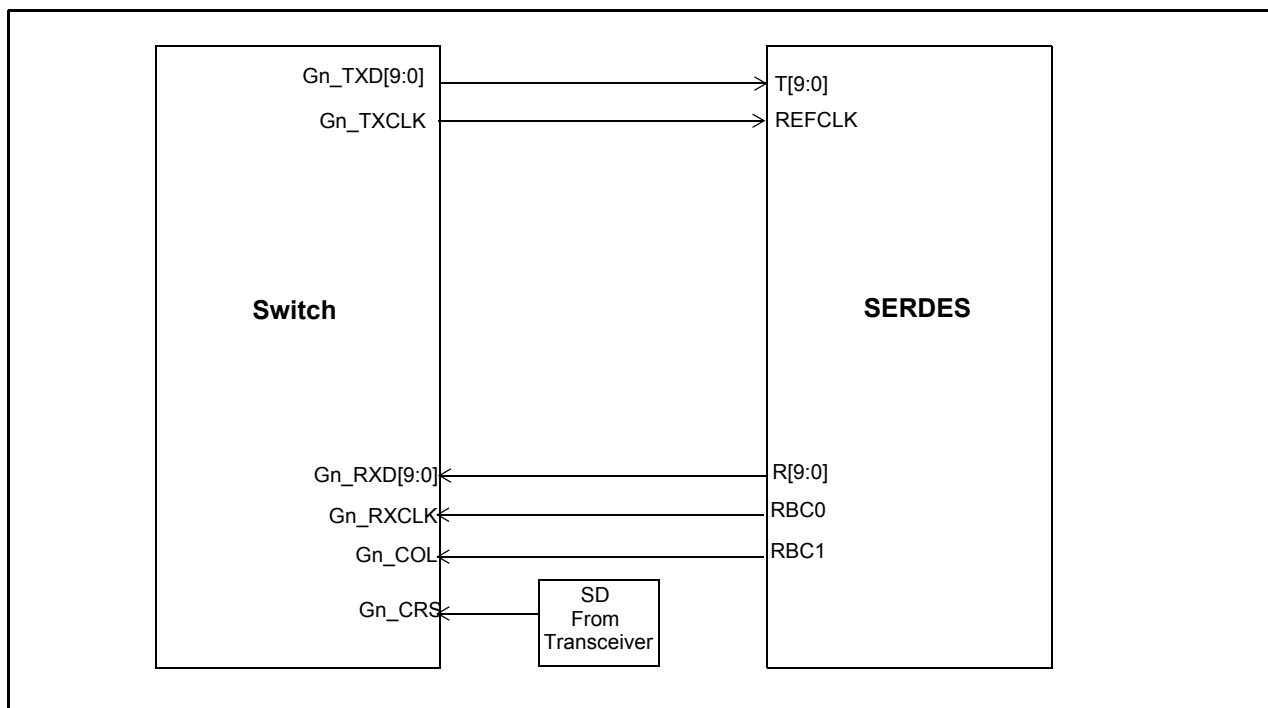 Gn_TXD[9:0]
T[9:0]
Gn_TXCLK
REFCLK
Switch
SERDES
Gn_RXD[9:0]
R[9:0]
Gn_RXCLK
RBC0
Gn_COL
RBC1
Gn_CRS
SD
From
Transceiver